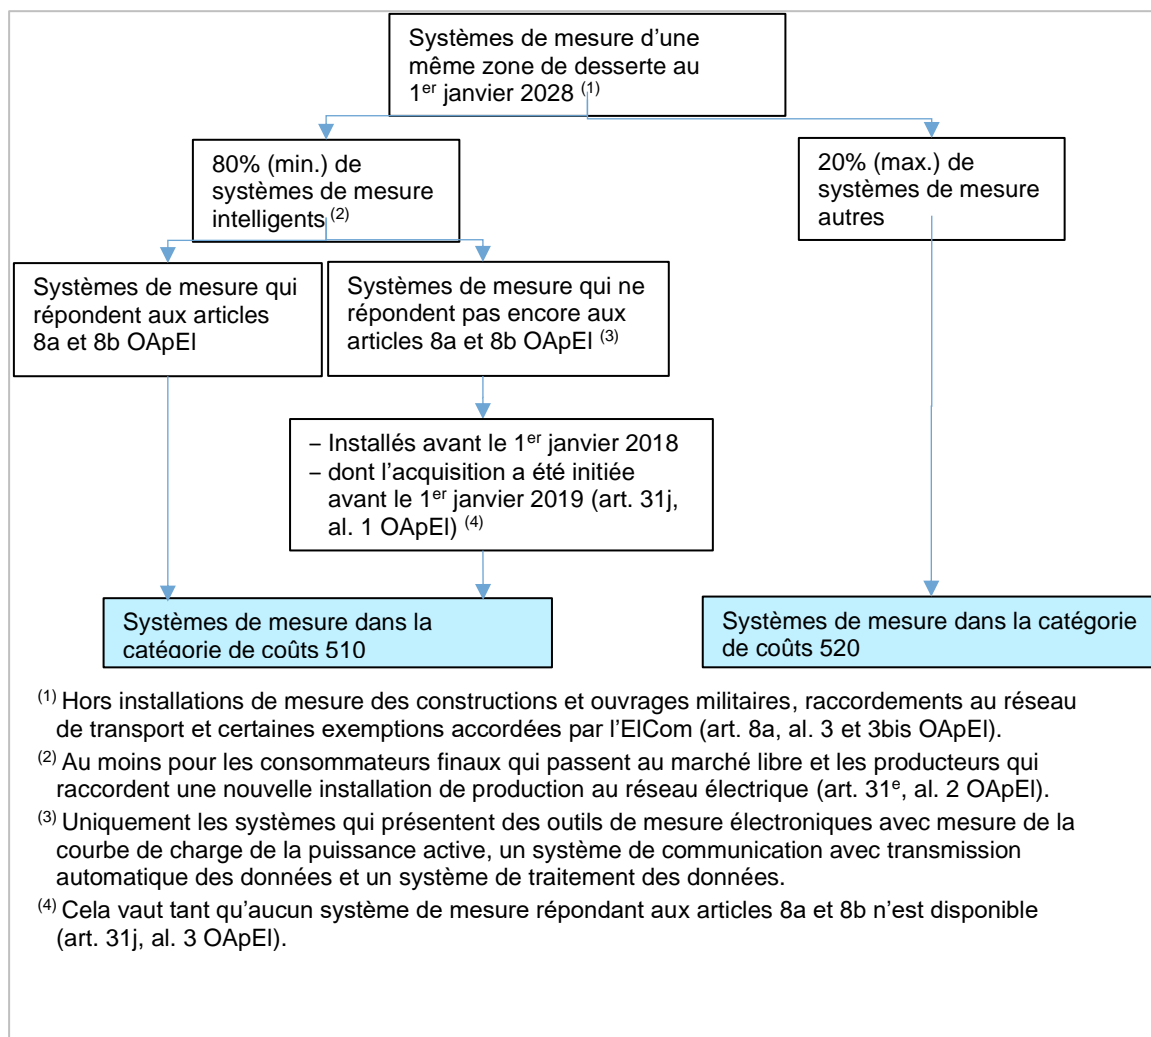 Systèmes de mesure d’une
même zone de desserte au
1er janvier 2028 (1)
80% (min.) de
systèmes de mesure
intelligents (2)
20% (max.) de
systèmes de mesure
autres
Systèmes de mesure qui
répondent aux articles
8a et 8b OApEl
Systèmes de mesure qui ne
répondent pas encore aux
articles 8a et 8b OApEl (3)
– Installés avant le 1er janvier 2018
– dont l’acquisition a été initiée
avant le 1er janvier 2019 (art. 31j,
al. 1 OApEl) (4)
Systèmes de mesure dans la
catégorie de coûts 510
Systèmes de mesure dans la catégorie
de coûts 520
(1) Hors installations de mesure des constructions et ouvrages militaires, raccordements au réseau
de transport et certaines exemptions accordées par l’ElCom (art. 8a, al. 3 et 3bis OApEl).
(2) Au moins pour les consommateurs finaux qui passent au marché libre et les producteurs qui
raccordent une nouvelle installation de production au réseau électrique (art. 31e, al. 2 OApEl).
(3) Uniquement les systèmes qui présentent des outils de mesure électroniques avec mesure de la
courbe de charge de la puissance active, un système de communication avec transmission
automatique des données et un système de traitement des données.
(4) Cela vaut tant qu’aucun système de mesure répondant aux articles 8a et 8b n’est disponible
(art. 31j, al. 3 OApEl).